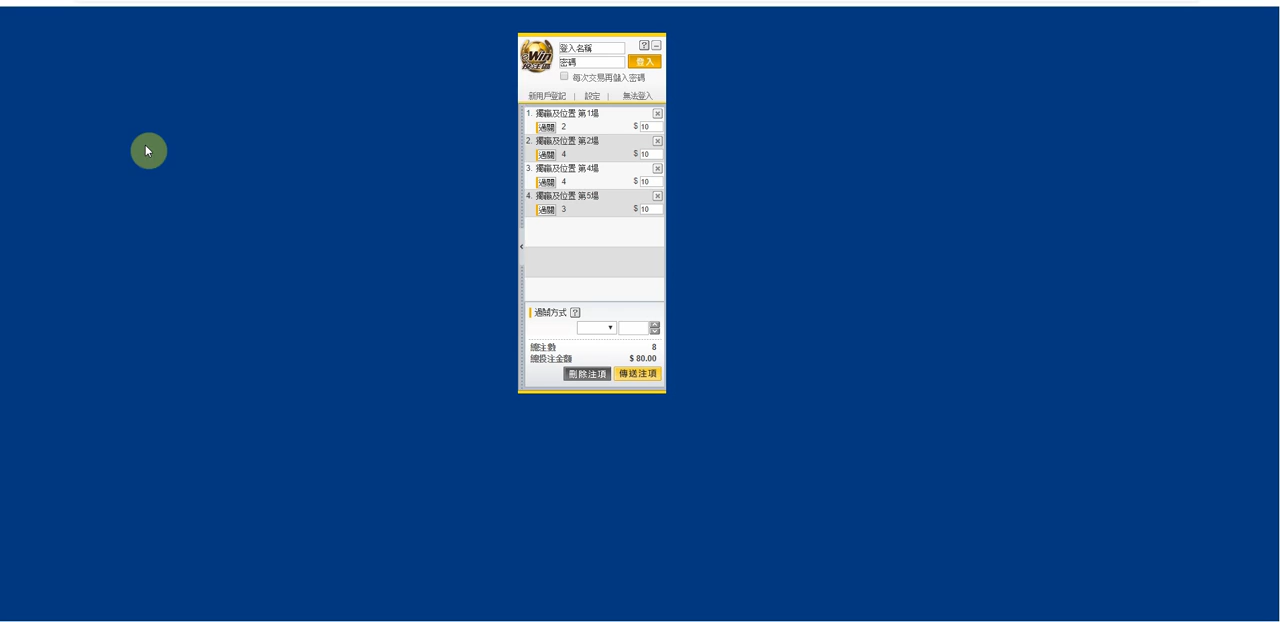 eWin
投注區
登入名稱
密碼
登入
每次交易再輸入密碼
新用戶登記 | 設定 | 無法登入
1. 獨贏及位置 第1場
過關 2 $ 10
2. 獨贏及位置 第2場
過關 4 $ 10
3. 獨贏及位置 第4場
過關 4 $ 10
4. 獨贏及位置 第5場
過關 3 $ 10
過關方式 ?
總注數 8
總投注金額 $ 80.00
刪除注項 傳送注項